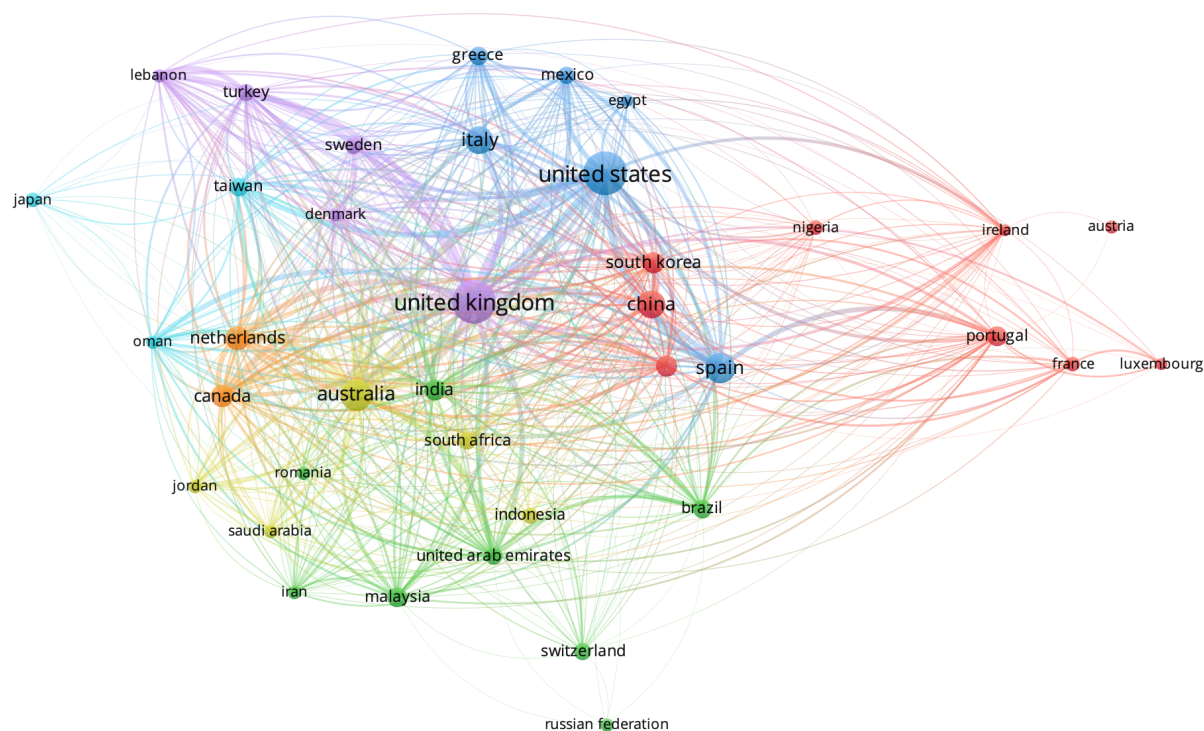 greece
lebanon
mexico
turkey
egypt
italy
sweden
united states
taiwan
japan
denmark
nigeria
ireland
austria
south korea
united kingdom
china
netherlands
oman
portugal
france
luxembourg
spain
india
australia
canada
south africa
romania
jordan
brazil
indonesia
saudi arabia
united arab emirates
iran
malaysia
switzerland
russian federation